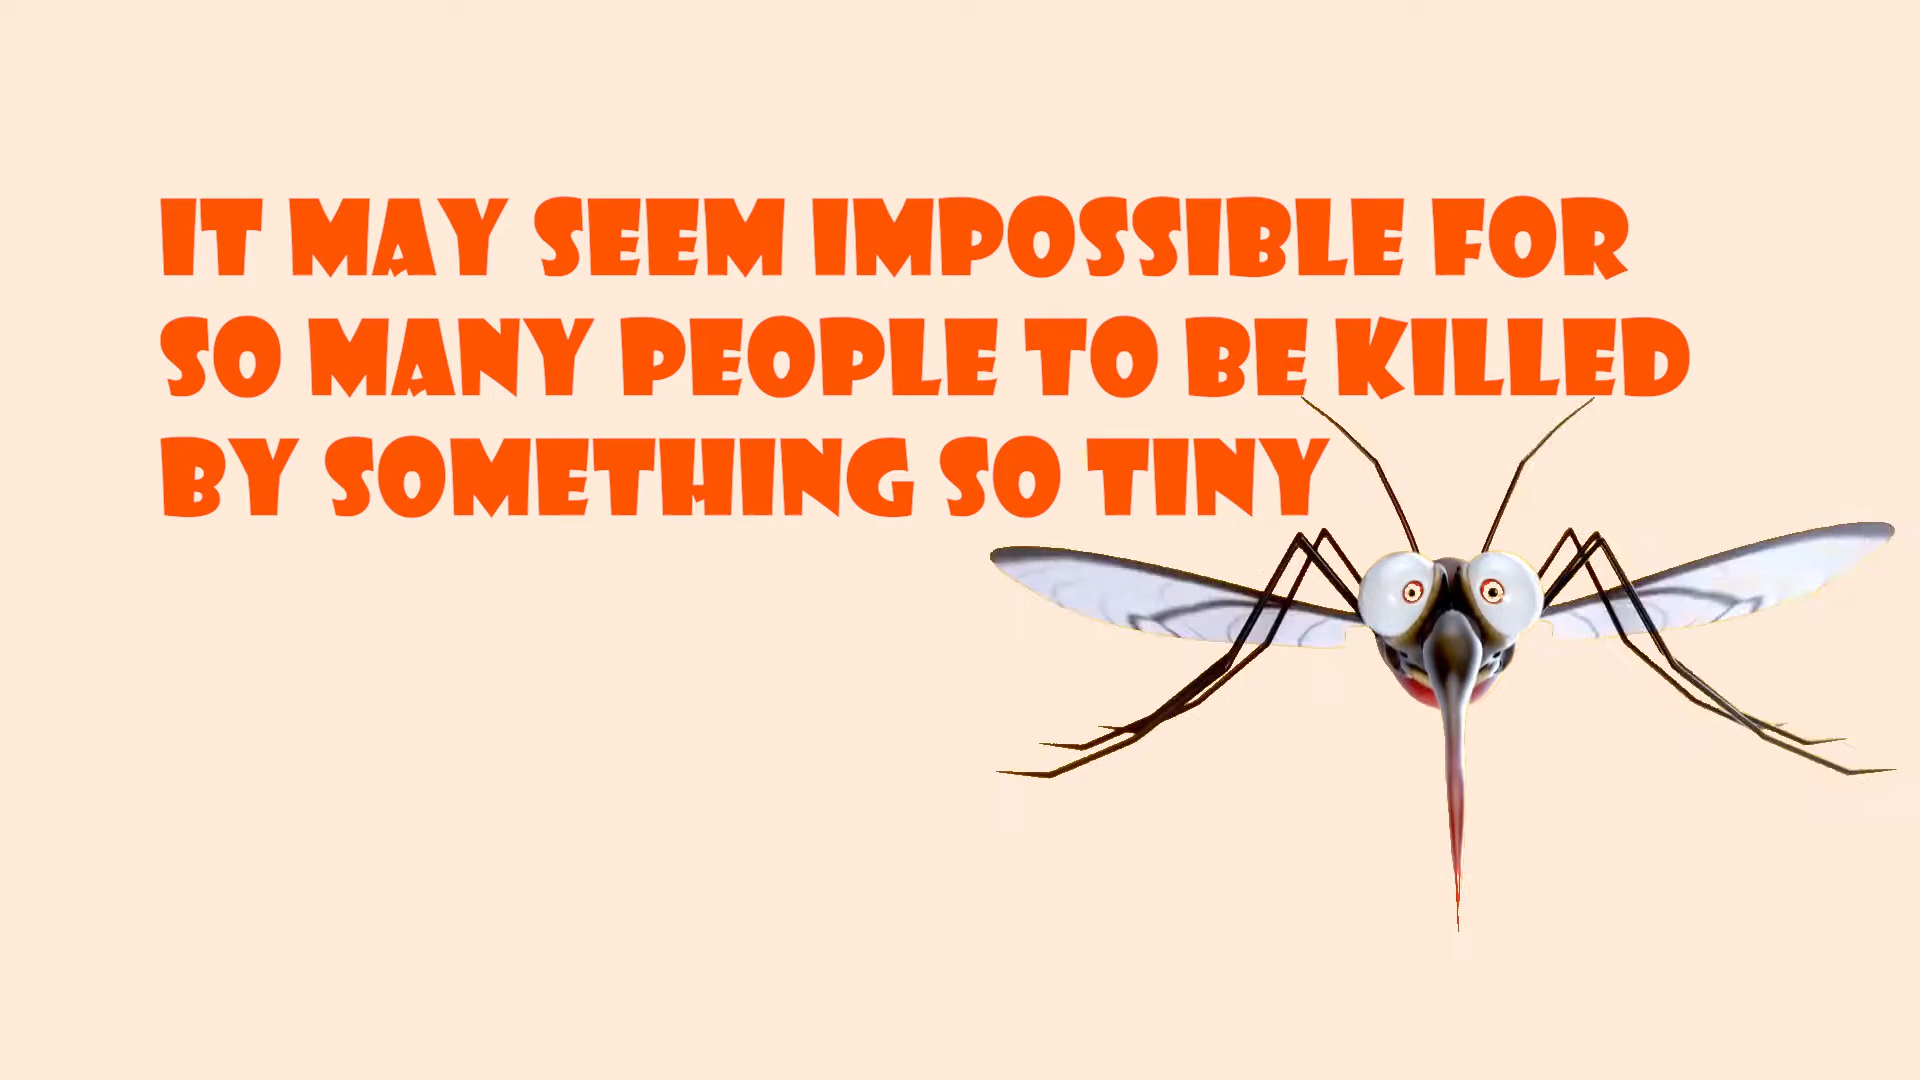 IT MAY SEEM IMPOSSIBLE FOR
SO MANY PEOPLE TO BE KILLED
BY SOMETHING SO TINY